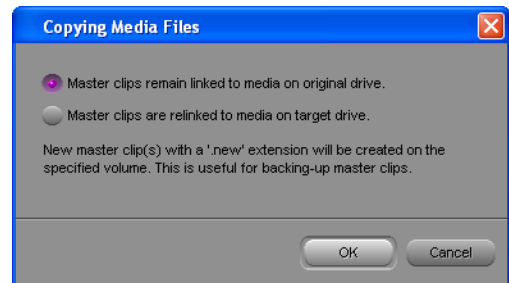 Copying Media Files
Master clips remain linked to media on original drive.
Master clips are relinked to media on target drive.
New master clip(s) with a '.new' extension will be created on the
specified volume. This is useful for backing-up master clips.
OK
Cancel